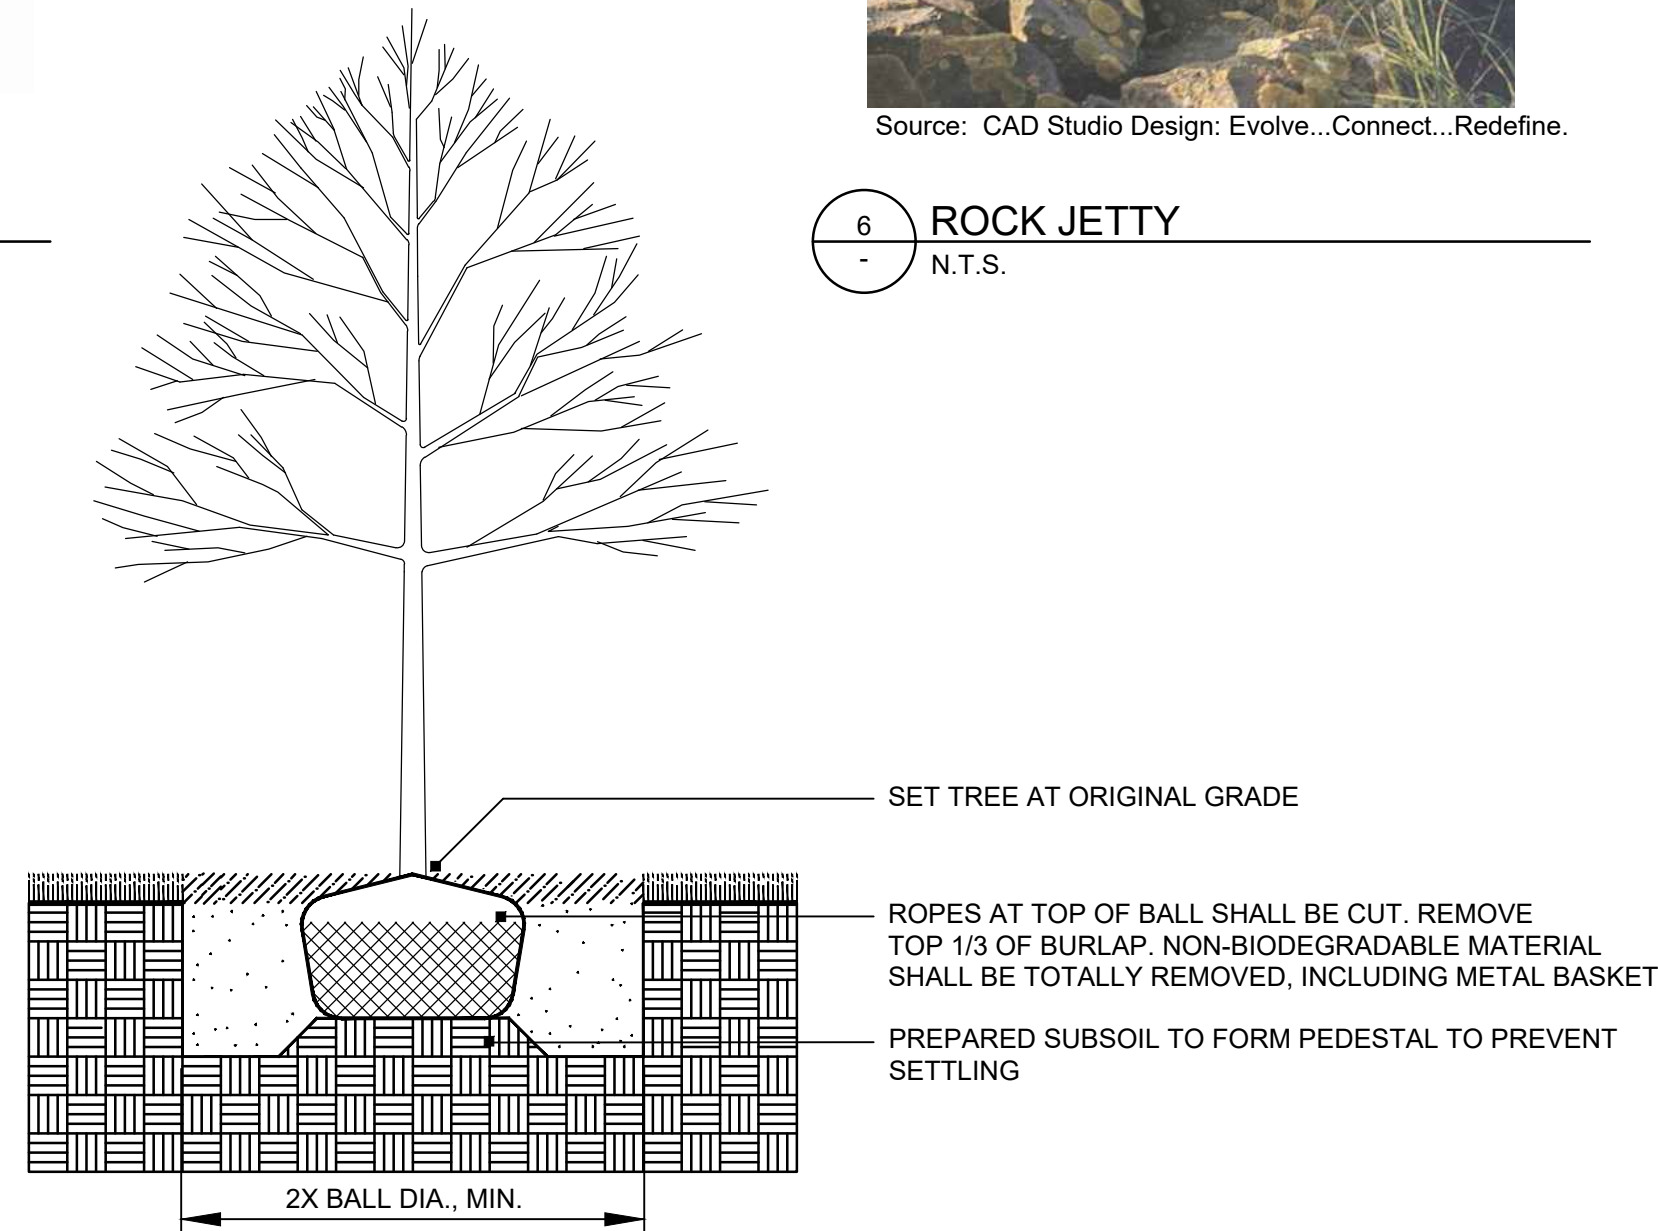 Source: CAD Studio Design: Evolve...Connect...Redefine.
6
-
ROCK JETTY
N.T.S.
SET TREE AT ORIGINAL GRADE
ROPES AT TOP OF BALL SHALL BE CUT. REMOVE
TOP 1/3 OF BURLAP. NON-BIODEGRADABLE MATERIAL
SHALL BE TOTALLY REMOVED, INCLUDING METAL BASKET
PREPARED SUBSOIL TO FORM PEDESTAL TO PREVENT
SETTLING
2X BALL DIA., MIN.